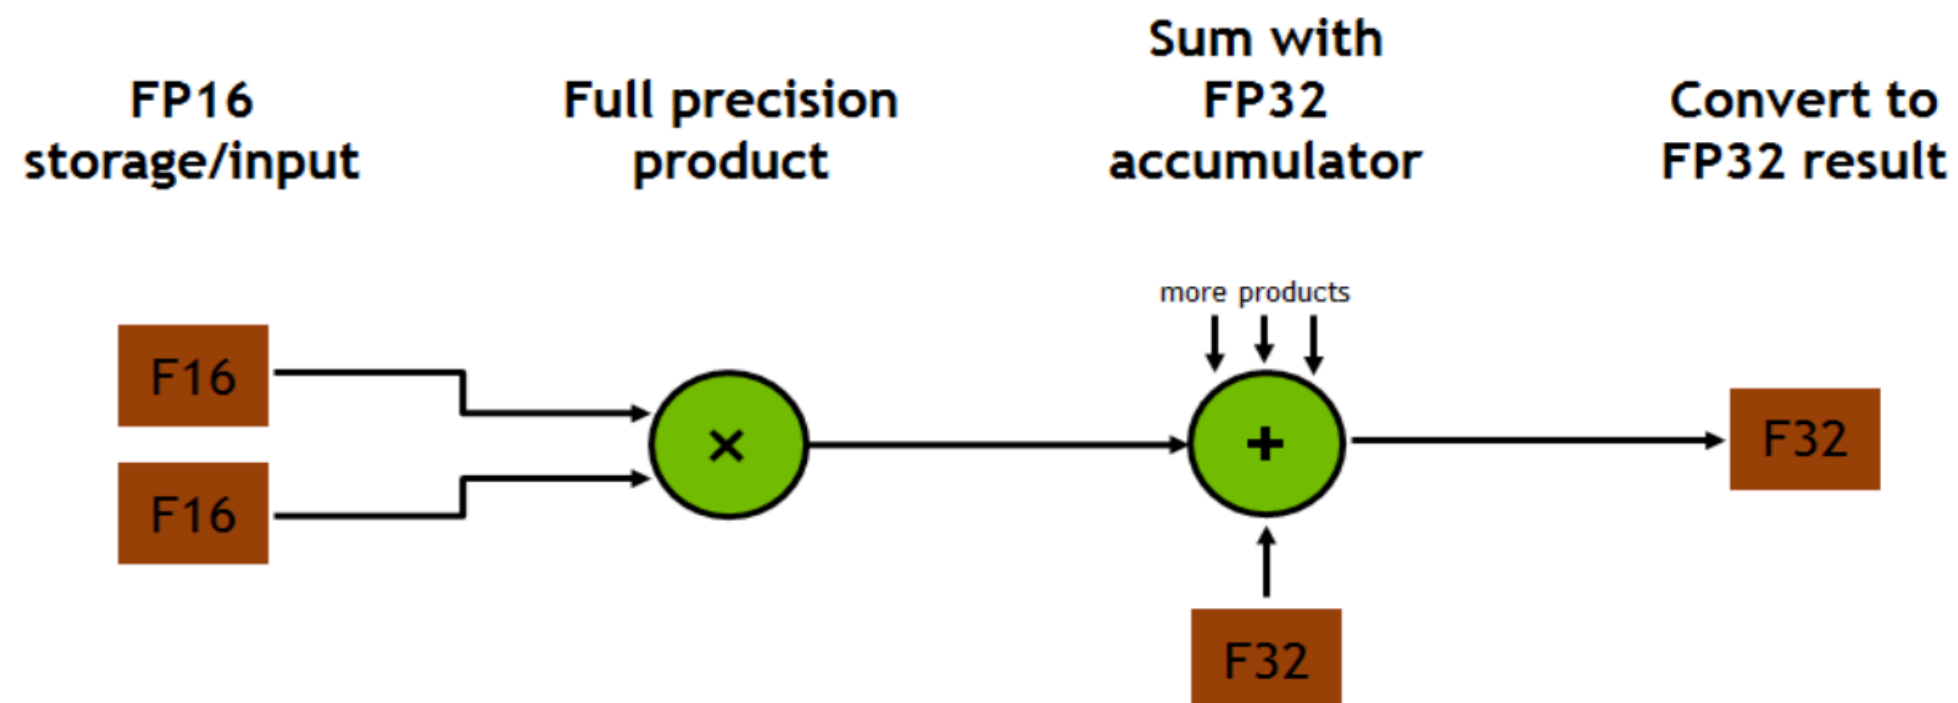 FP16
storage/input
Full precision
product
Sum with
FP32
accumulator
Convert to
FP32 result
more products
F16
F16
×
+
F32
F32